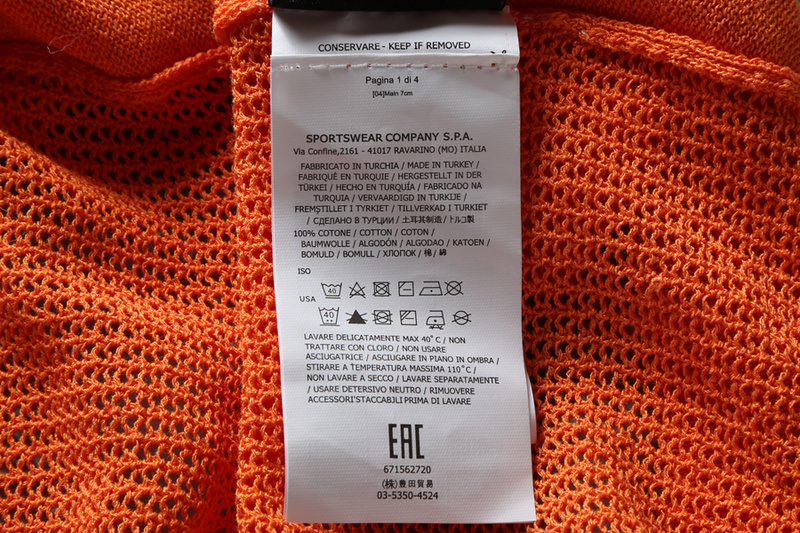 CONSERVARE - KEEP IF REMOVED
Pagina 1 di 4
[04]Main 7cm
SPORTSWEAR COMPANY S.P.A.
Via Confine,2161 - 41017 RAVARINO (MO) ITALIA
FABBRICATO IN TURCHIA / MADE IN TURKEY /
FABRIQUÉ EN TURQUIE / HERGESTELLT IN DER
TÜRKEI / HECHO EN TURQUÍA / FABRICADO NA
TURQUIA / VERVAARDIGD IN TURKIJE /
FREMSTILLET I TYRKIET / TILLVERKAD I TURKIET
/ СДЕЛАНО В ТУРЦИИ / 土耳其制造 / トルコ製
100% COTONE / COTTON / COTON /
BAUMWOLLE / ALGODÓN / ALGODAO / KATOEN /
BOMULD / BOMULL / ХЛОПОК / 棉 / 綿
ISO
40
USA
40
LAVARE DELICATAMENTE MAX 40°C / NON
TRATTARE CON CLORO / NON USARE
ASCIUGATRICE / ASCIUGARE IN PIANO IN OMBRA /
STIRARE A TEMPERATURA MASSIMA 110°C /
NON LAVARE A SECCO / LAVARE SEPARATAMENTE
/ USARE DETERSIVO NEUTRO / RIMUOVERE
ACCESSORI STACCABILI PRIMA DI LAVARE
EAC
671562720
(株)豊田貿易
03-5350-4524